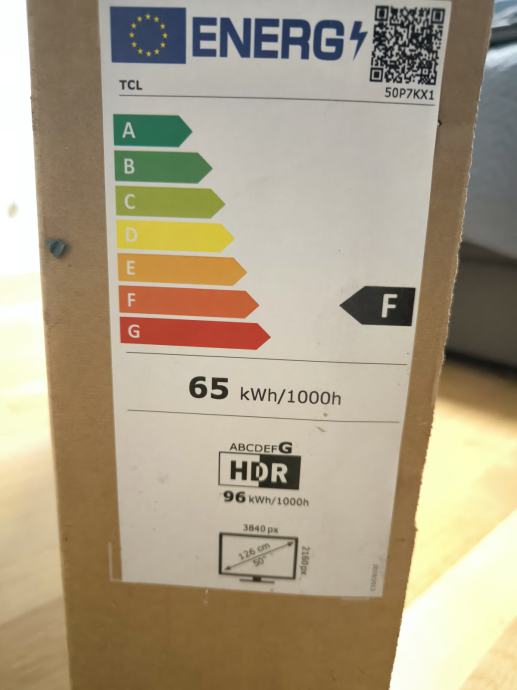 ENERG
TCL
50P7KX1
A
B
C
D
E
F
G
F
65 kWh/1000h
ABCDEFG
HDR
96 kWh/1000h
3840 px
126 cm
50"
2160px